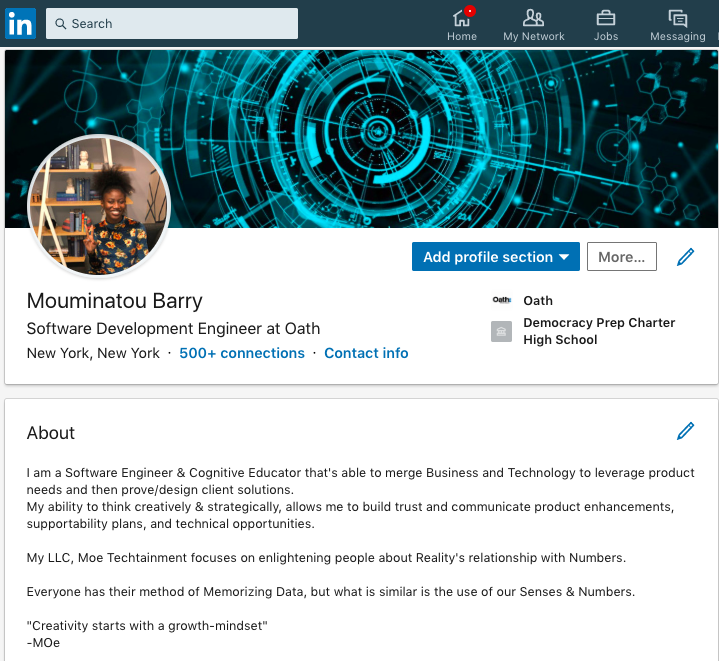 in
Search
Home
My Network
Jobs
Messaging
Add profile section
More...
Mouminatou Barry
Software Development Engineer at Oath
New York, New York · 500+ connections · Contact info
Oath:
Oath
Democracy Prep Charter
High School
About
I am a Software Engineer & Cognitive Educator that's able to merge Business and Technology to leverage product
needs and then prove/design client solutions.
My ability to think creatively & strategically, allows me to build trust and communicate product enhancements,
supportability plans, and technical opportunities.
My LLC, Moe Techtainment focuses on enlightening people about Reality's relationship with Numbers.
Everyone has their method of Memorizing Data, but what is similar is the use of our Senses & Numbers.
"Creativity starts with a growth-mindset"
-MOe